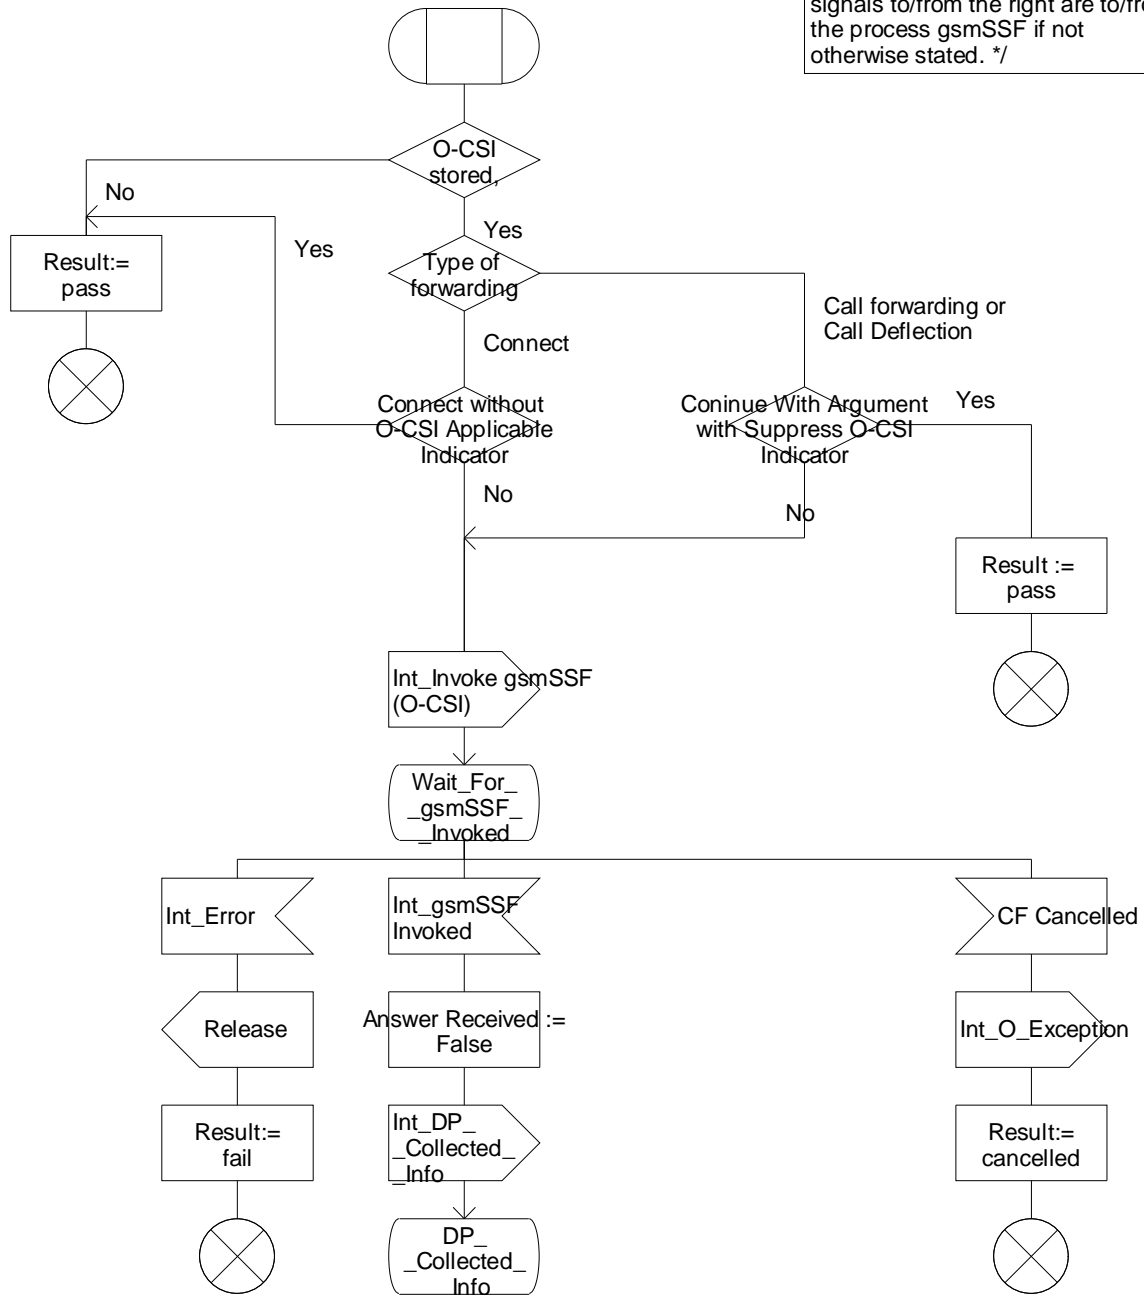 signals to/from the right are to/fro
the process gsmSSF if not
otherwise stated. */
O-CSI
stored,
No
Yes
Yes
Result:=
pass
Type of
forwarding
Call forwarding or
Call Deflection
Connect
Connect without
O-CSI Applicable
Indicator
Coninue With Argument
with Suppress O-CSI
Indicator
Yes
No
No
Result :=
pass
Int_Invoke gsmSSF
(O-CSI)
Wait_For_
_gsmSSF_
_Invoked
Int_Error
Int_gsmSSF
Invoked
CF Cancelled
Release
Answer Received :=
False
Int_O_Exception
Result:=
fail
Int_DP_
_Collected_
_Info
Result:=
cancelled
DP_
_Collected_
_Info